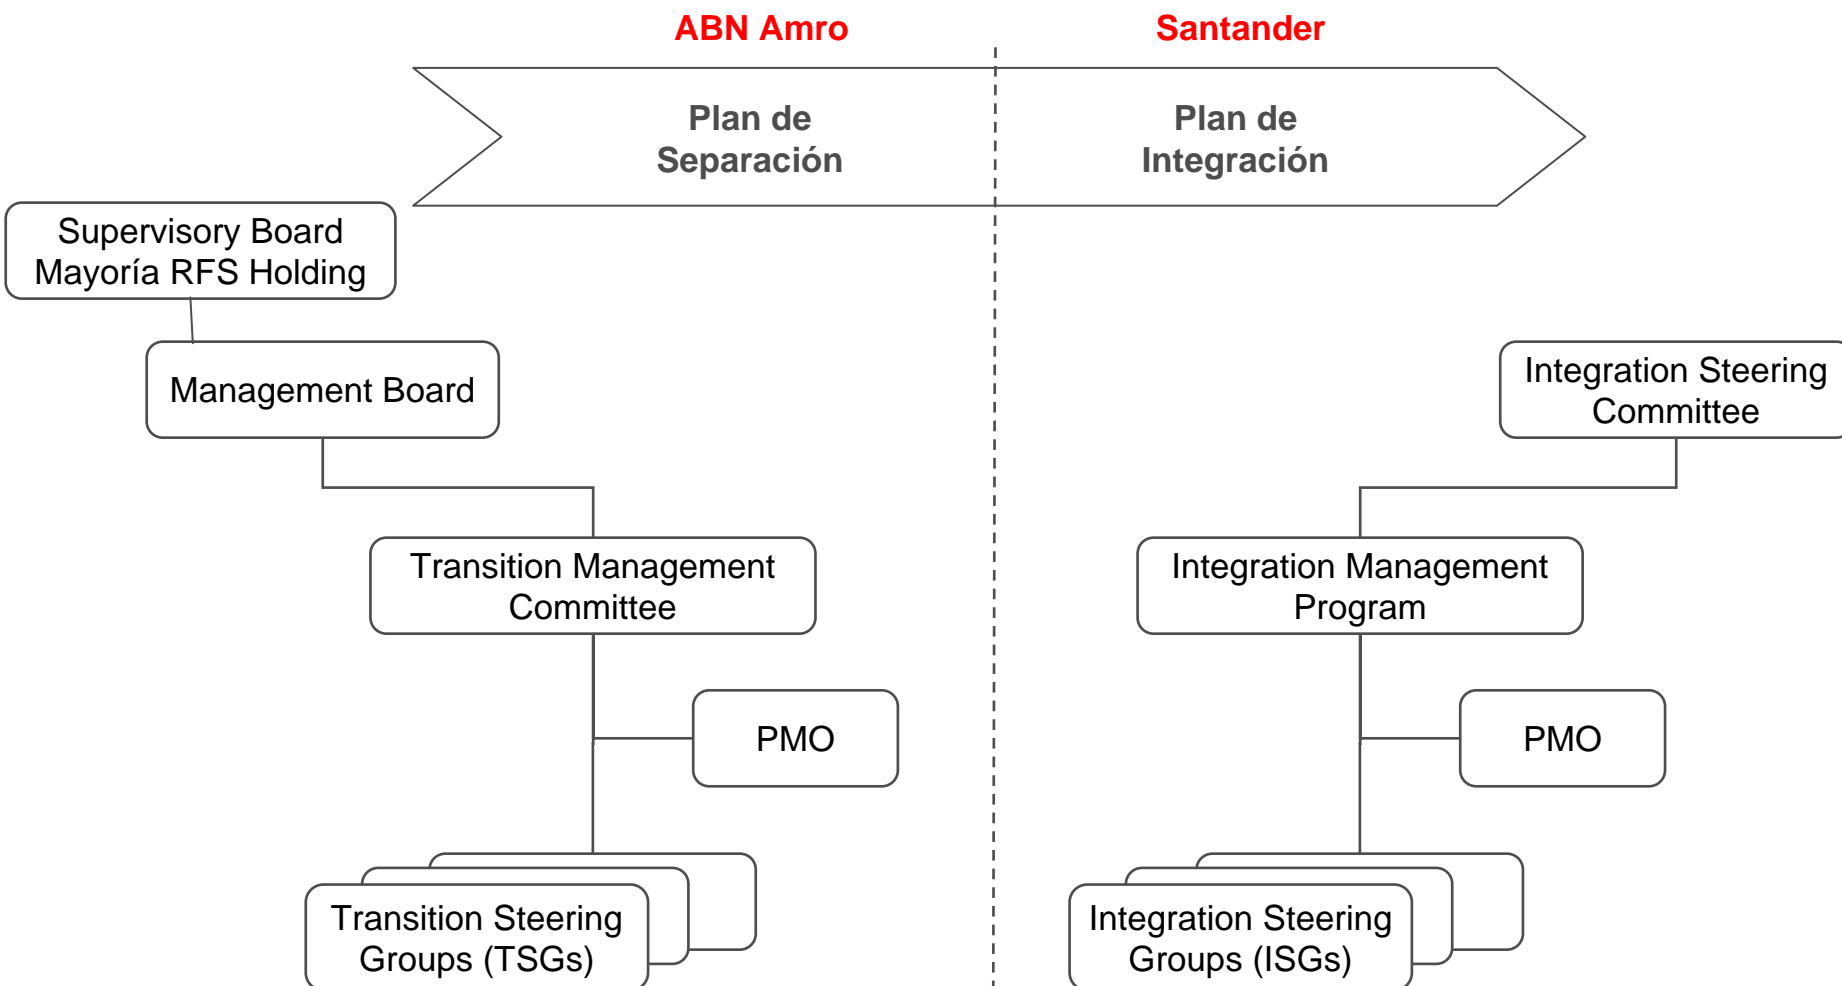 ABN Amro
Santander
Plan de
Separación
Plan de
Integración
Supervisory Board
Mayoría RFS Holding
Management Board
Integration Steering
Committee
Transition Management
Committee
Integration Management
Program
PMO
PMO
Transition Steering
Groups (TSGs)
Integration Steering
Groups (ISGs)